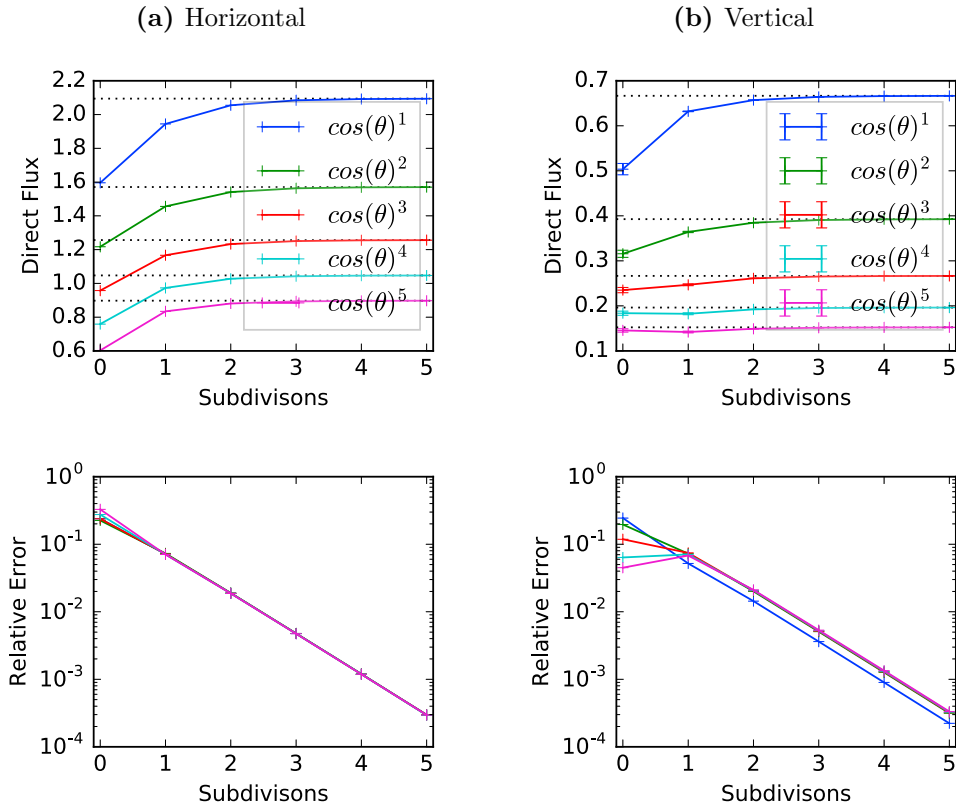 (a) Horizontal
(b) Vertical
2.2
2.0
1.8
1.6
1.4
1.2
1.0
0.8
0.6
Direct Flux
cos(θ)^1
cos(θ)^2
cos(θ)^3
cos(θ)^4
cos(θ)^5
0 1 2 3 4 5
Subdivisons
0.7
0.6
0.5
0.4
0.3
0.2
0.1
Direct Flux
cos(θ)^1
cos(θ)^2
cos(θ)^3
cos(θ)^4
cos(θ)^5
0 1 2 3 4 5
Subdivisons
10^0
10^-1
10^-2
10^-3
10^-4
Relative Error
0 1 2 3 4 5
Subdivisons
10^0
10^-1
10^-2
10^-3
10^-4
Relative Error
0 1 2 3 4 5
Subdivisons